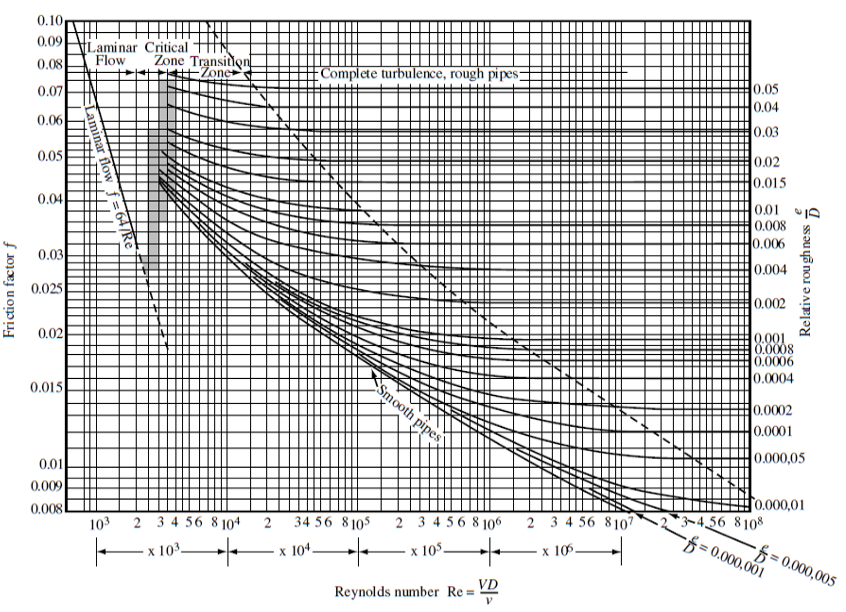 0.10
0.09
0.08
0.07
0.06
0.05
0.04
0.03
0.025
0.02
0.015
0.01
0.009
0.008
Friction factor f
Laminar Critical
Flow Zone Transition
Zone
Complete turbulence, rough pipes
Laminar flow f = 64/Re
Smooth pipes
0.05
0.04
0.03
0.02
0.015
0.01
0.008
0.006
0.004
0.002
0.001
0.0008
0.0006
0.0004
0.0002
0.0001
0.000,05
0.000,01
Relative roughness e/D
10³ 2 3 4 5 6 8 10⁴ 2 3 4 5 6 8 10⁵ 2 3 4 5 6 8 10⁶ 2 3 4 5 6 8 10⁷ 2 3 4 5 6 8 10⁸
x 10³ x 10⁴ x 10⁵ x 10⁶
e/D = 0.000,001
e/D = 0.000,005
Reynolds number Re = VD/ν